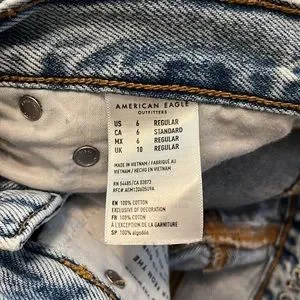 AMERICAN EAGLE
OUTFITTERS
US 6 REGULAR
CA 6 STANDARD
MX 6 REGULAR
UK 10 REGULAR
MADE IN VIETNAM / FABRIQUÉ AU
VIETNAM / HECHO EN VIETNAM
EN 100% COTTON
EXCLUSIVE OF DECORATION
FR 100% COTON
À L'EXCEPTION DE LA GARNITURE
SP 100% algodón